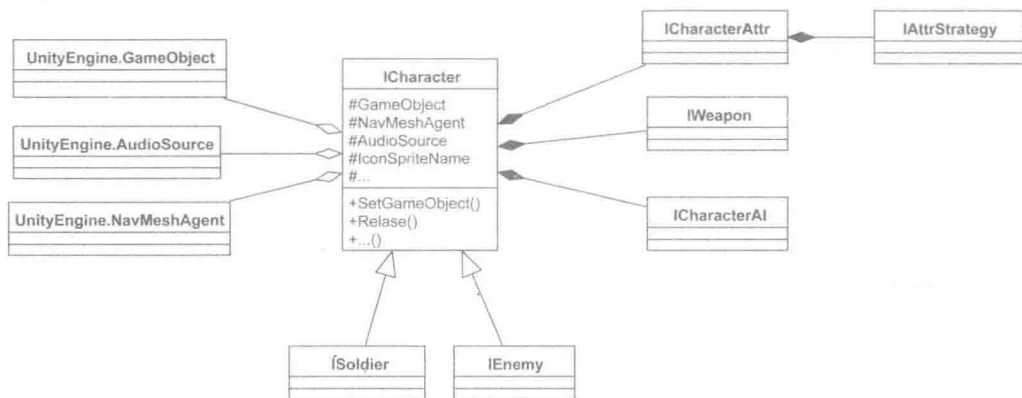 UnityEngine.GameObject
UnityEngine.AudioSource
UnityEngine.NavMeshAgent
ICharacter
#GameObject
#NavMeshAgent
#AudioSource
#IconSpriteName
#...
+SetGameObject()
+Relase()
+...()
ICharacterAttr
IAttrStrategy
IWeapon
ICharacterAI
ISoldier
IEnemy